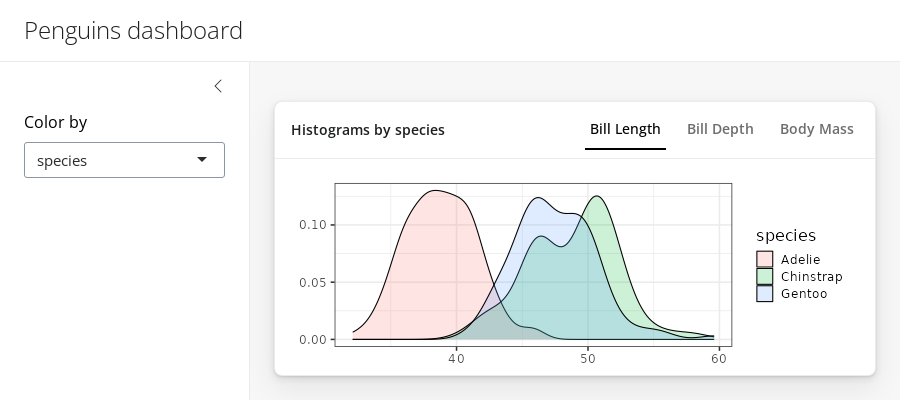 Penguins dashboard
Color by
species
Histograms by species
Bill Length
Bill Depth
Body Mass
0.10
0.05
0.00
40
50
60
species
Adelie
Chinstrap
Gentoo